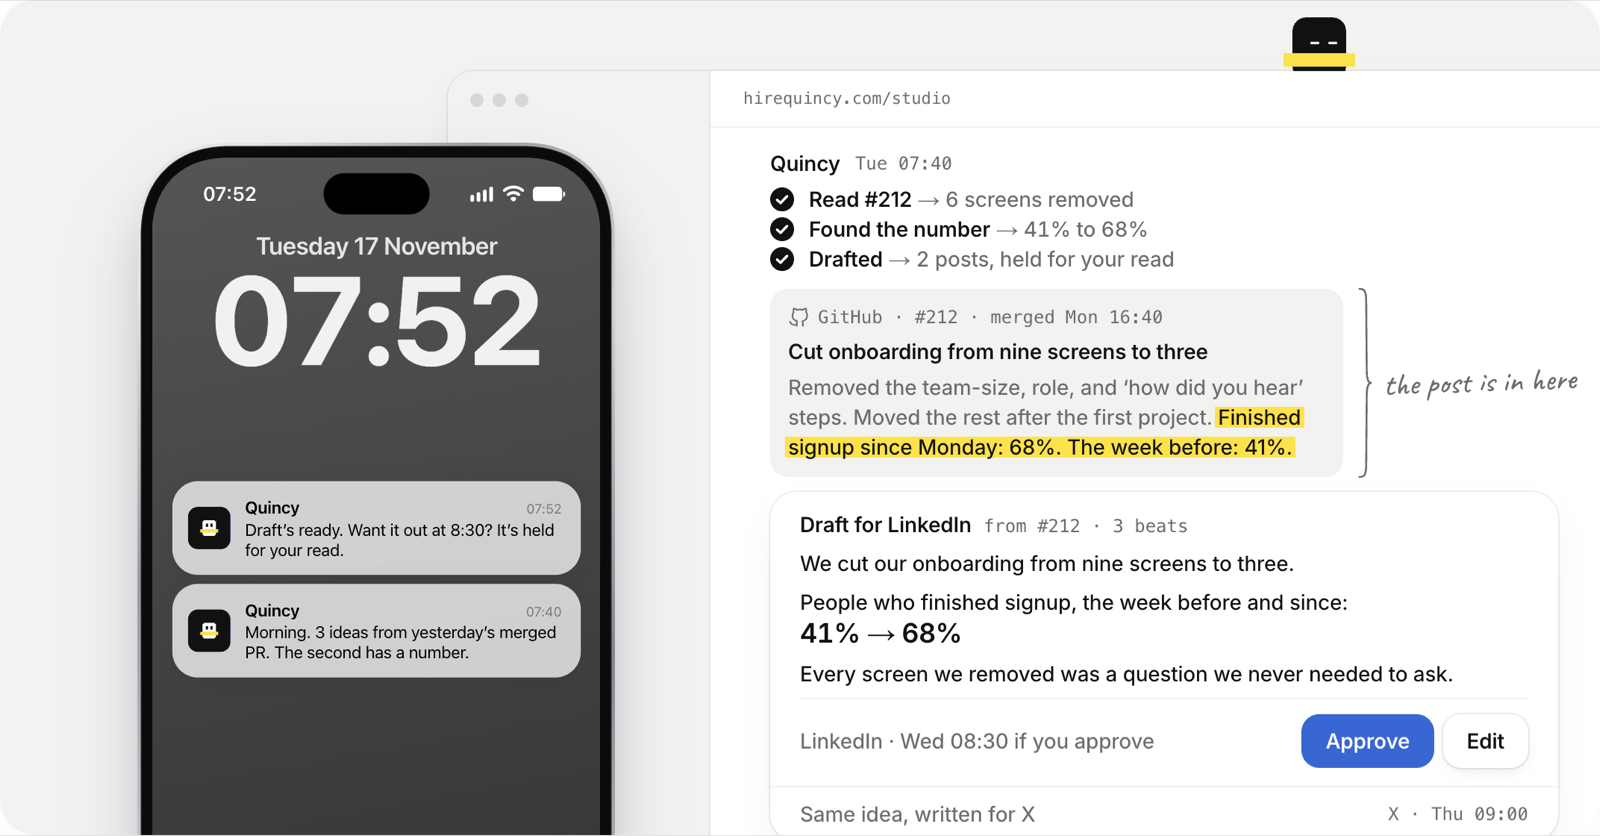 hirequincy.com/studio
07:52
Tuesday 17 November
07:52
Quincy 07:52
Draft’s ready. Want it out at 8:30? It’s held
for your read.
Quincy 07:40
Morning. 3 ideas from yesterday’s merged
PR. The second has a number.
Quincy Tue 07:40
Read #212 → 6 screens removed
Found the number → 41% to 68%
Drafted → 2 posts, held for your read
GitHub · #212 · merged Mon 16:40
Cut onboarding from nine screens to three
Removed the team-size, role, and ‘how did you hear’
steps. Moved the rest after the first project. Finished
signup since Monday: 68%. The week before: 41%.
the post is in here
Draft for LinkedIn from #212 · 3 beats
We cut our onboarding from nine screens to three.
People who finished signup, the week before and since:
41% → 68%
Every screen we removed was a question we never needed to ask.
LinkedIn · Wed 08:30 if you approve
Approve
Edit
Same idea, written for X
X · Thu 09:00